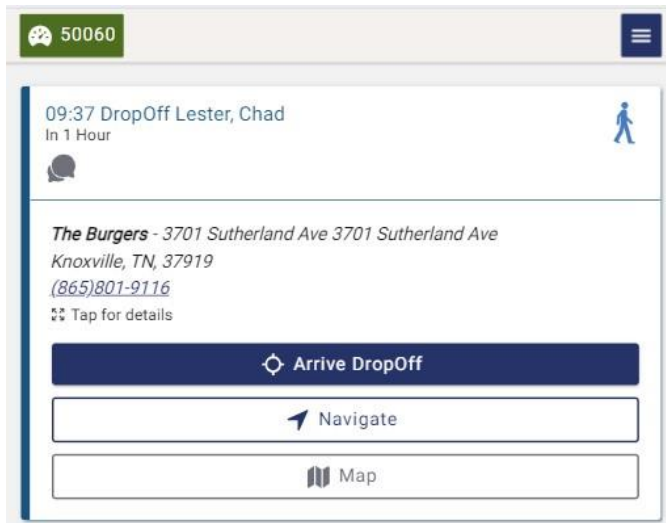 50060
09:37 DropOff Lester, Chad
In 1 Hour
The Burgers - 3701 Sutherland Ave 3701 Sutherland Ave
Knoxville, TN, 37919
(865)801-9116
Tap for details
Arrive DropOff
Navigate
Map